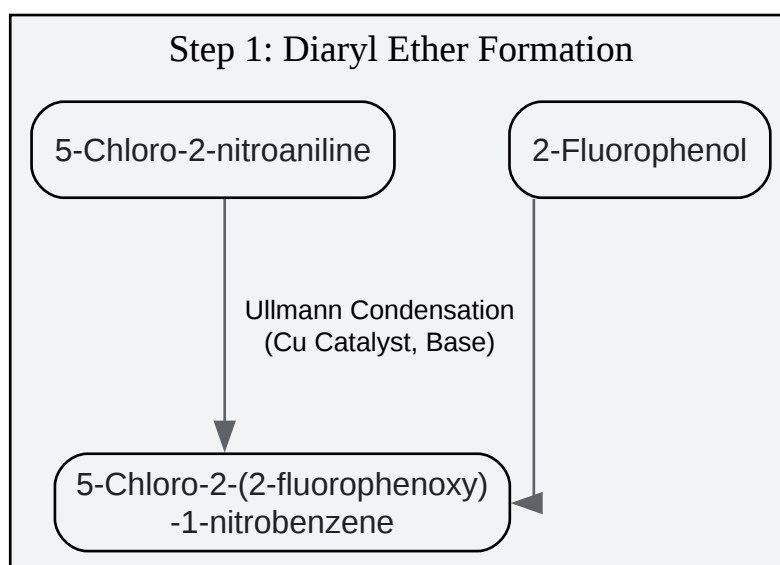 Step 1: Diaryl Ether Formation
5-Chloro-2-nitroaniline
2-Fluorophenol
Ullmann Condensation
(Cu Catalyst, Base)
5-Chloro-2-(2-fluorophenoxy)
-1-nitrobenzene